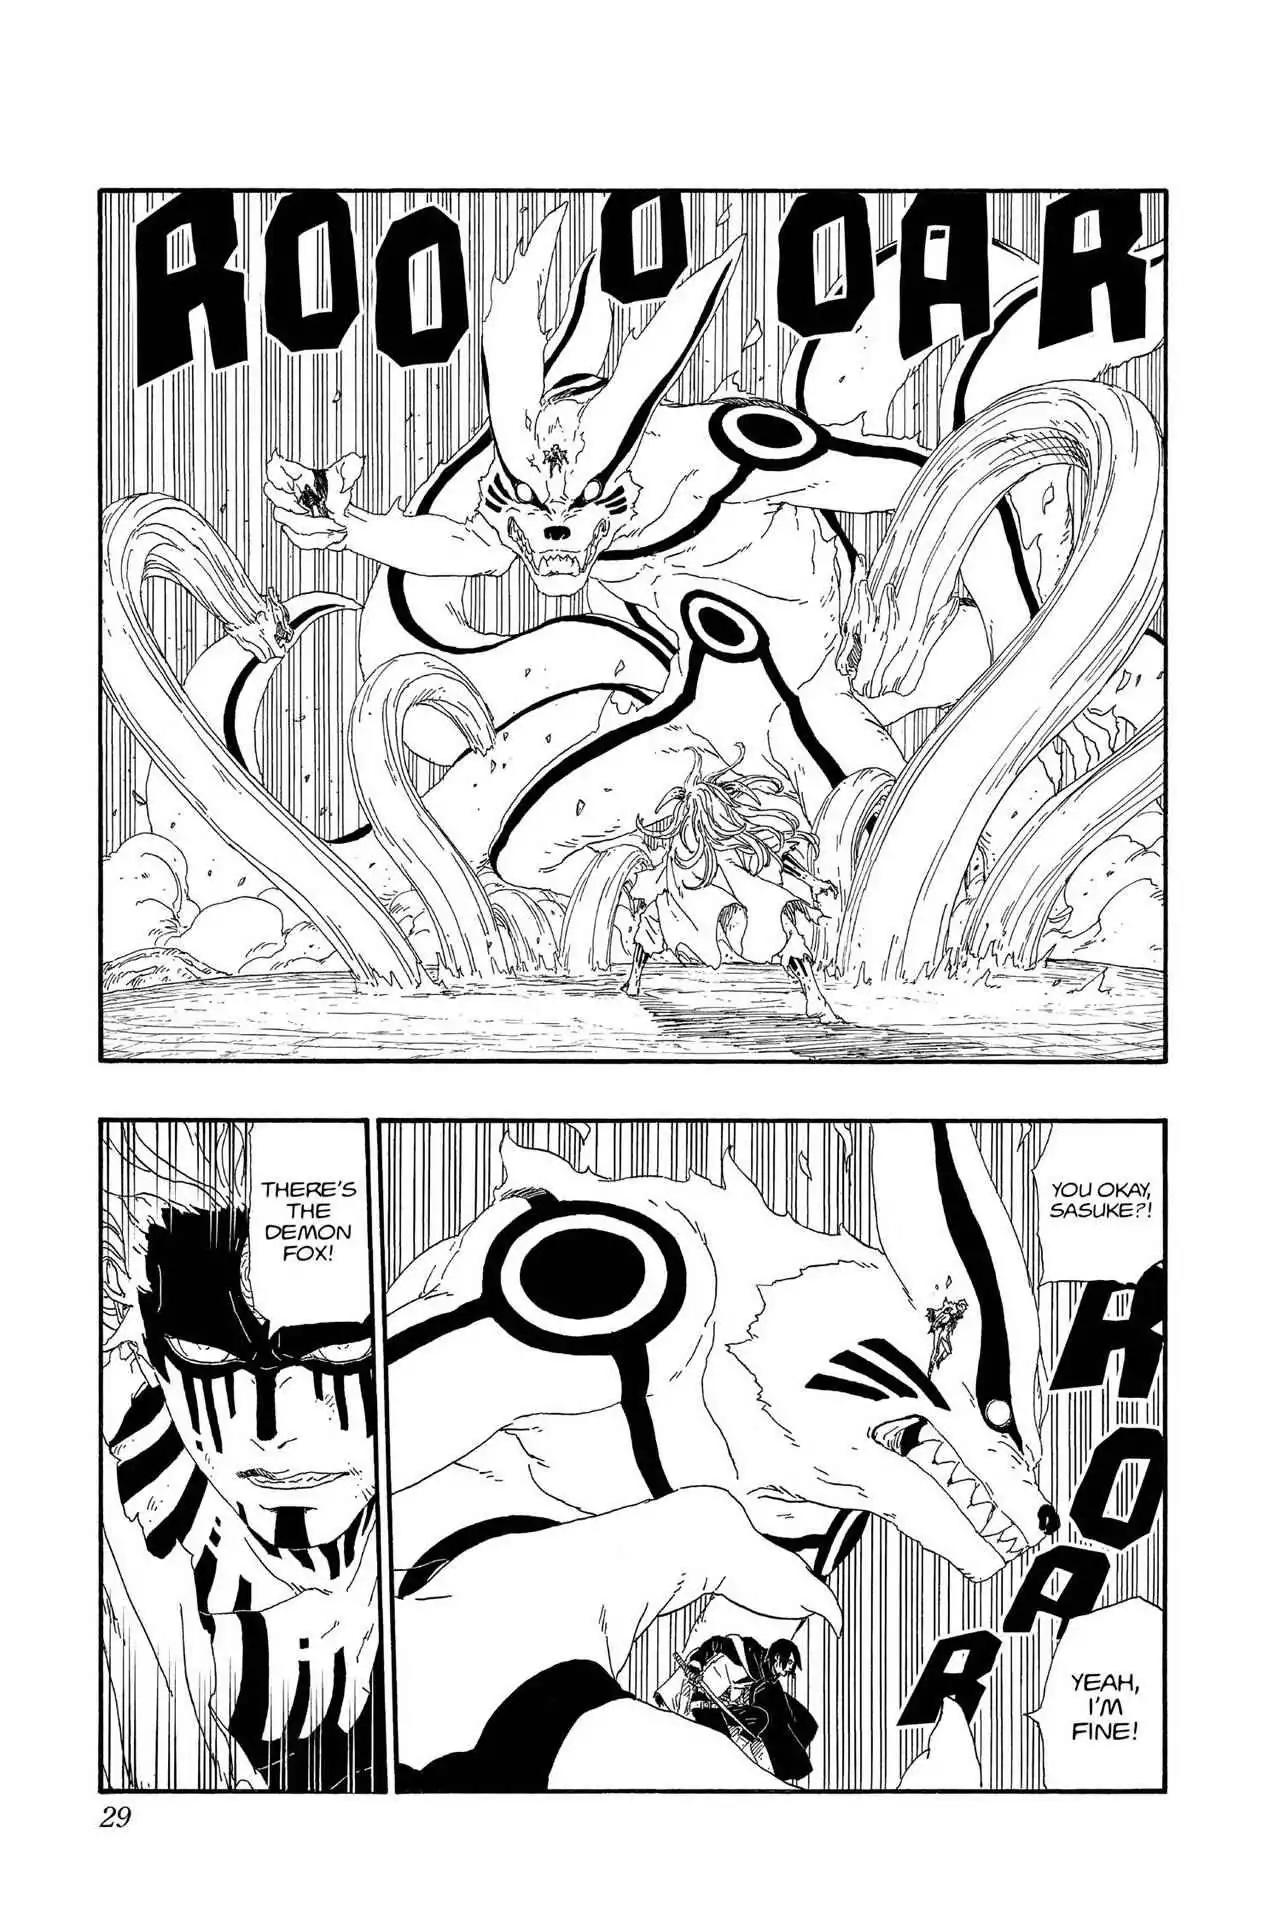 ROOOOAR
YOU OKAY,
SASUKE?!
ROAR
YEAH,
I'M
FINE!
THERE'S
THE
DEMON
FOX!
29